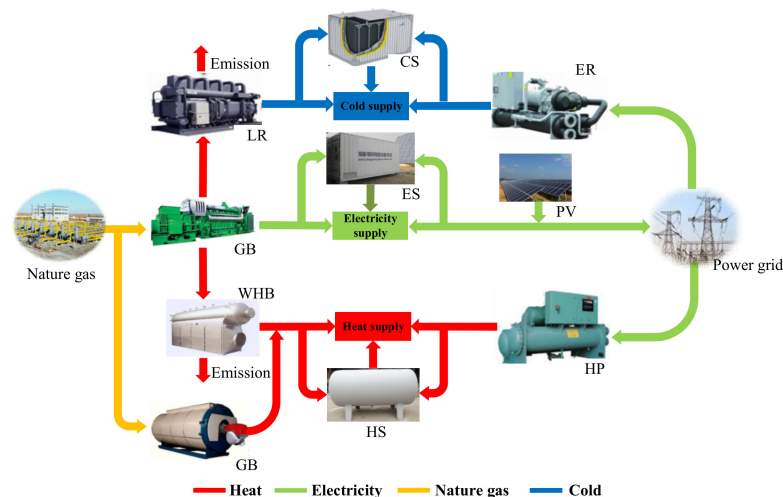 Emission
CS
ER
LR
Cold supply
ES
PV
GB
Electricity
supply
Nature gas
Power grid
WHB
Heat supply
Emission
HP
HS
GB
Heat
Electricity
Nature gas
Cold